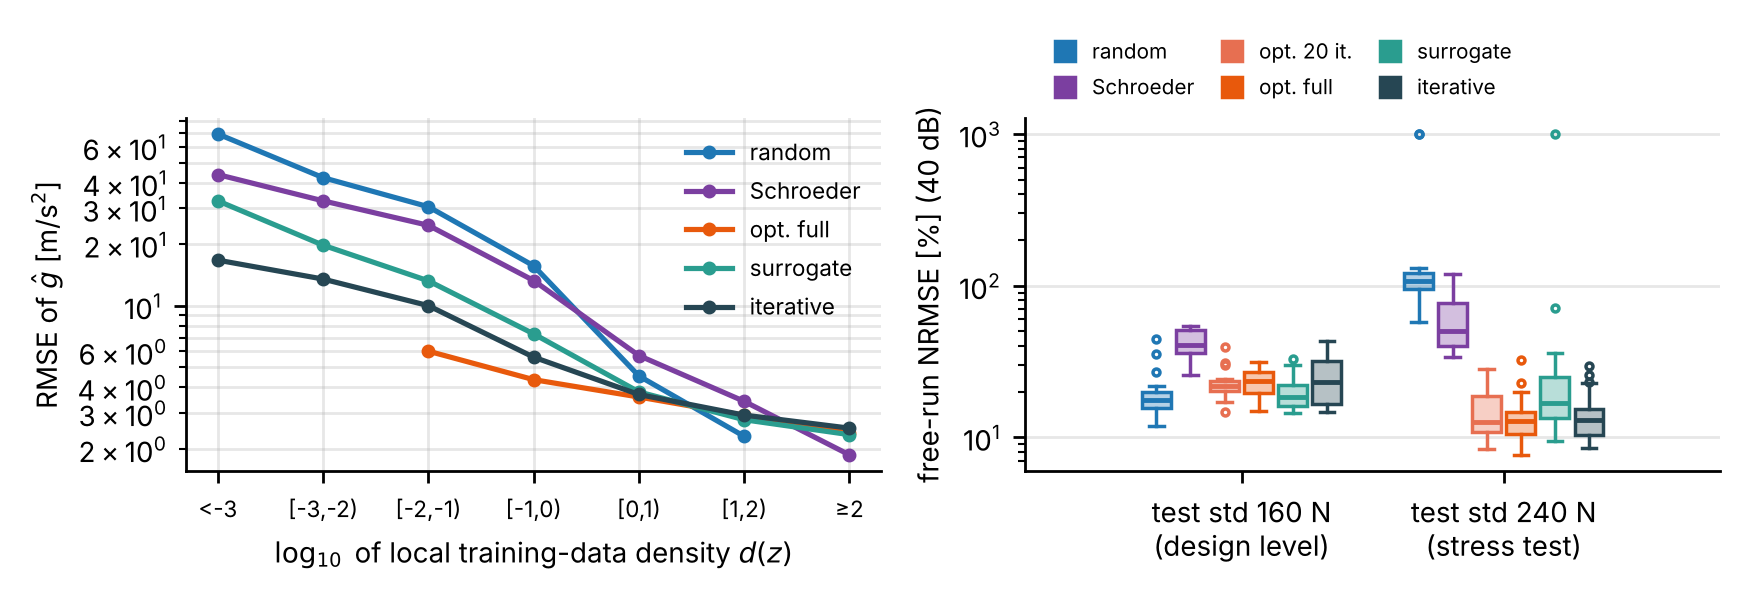 RMSE of ĝ [m/s²]
6 × 10¹
4 × 10¹
3 × 10¹
2 × 10¹
10¹
6 × 10⁰
4 × 10⁰
3 × 10⁰
2 × 10⁰
random
Schroeder
opt. full
surrogate
iterative
<-3 [-3,-2) [-2,-1) [-1,0) [0,1) [1,2) ≥2
log₁₀ of local training-data density d(z)
random opt. 20 it. surrogate
Schroeder opt. full iterative
free-run NRMSE [%] (40 dB)
10³
10²
10¹
test std 160 N
(design level)
test std 240 N
(stress test)